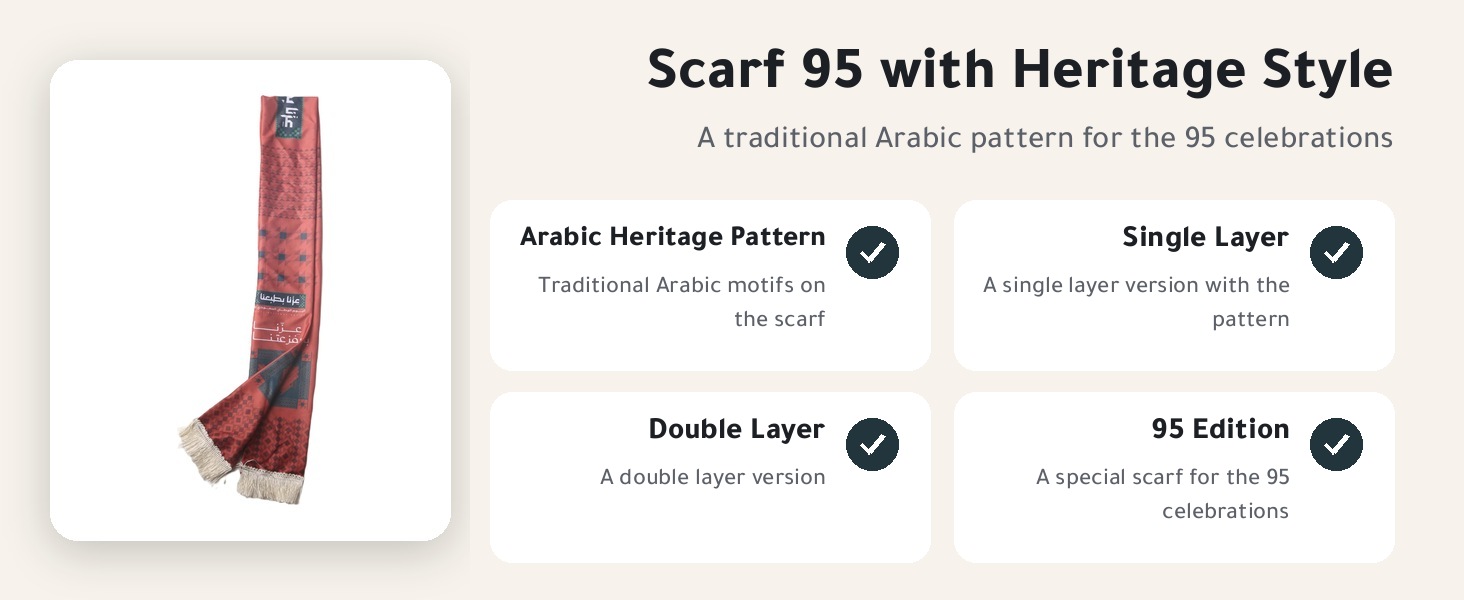 Scarf 95 with Heritage Style
A traditional Arabic pattern for the 95 celebrations
Arabic Heritage Pattern
Traditional Arabic motifs on
the scarf
Single Layer
A single layer version with the
pattern
Double Layer
A double layer version
95 Edition
A special scarf for the 95
celebrations
عزنا بطبعنا
عزنا